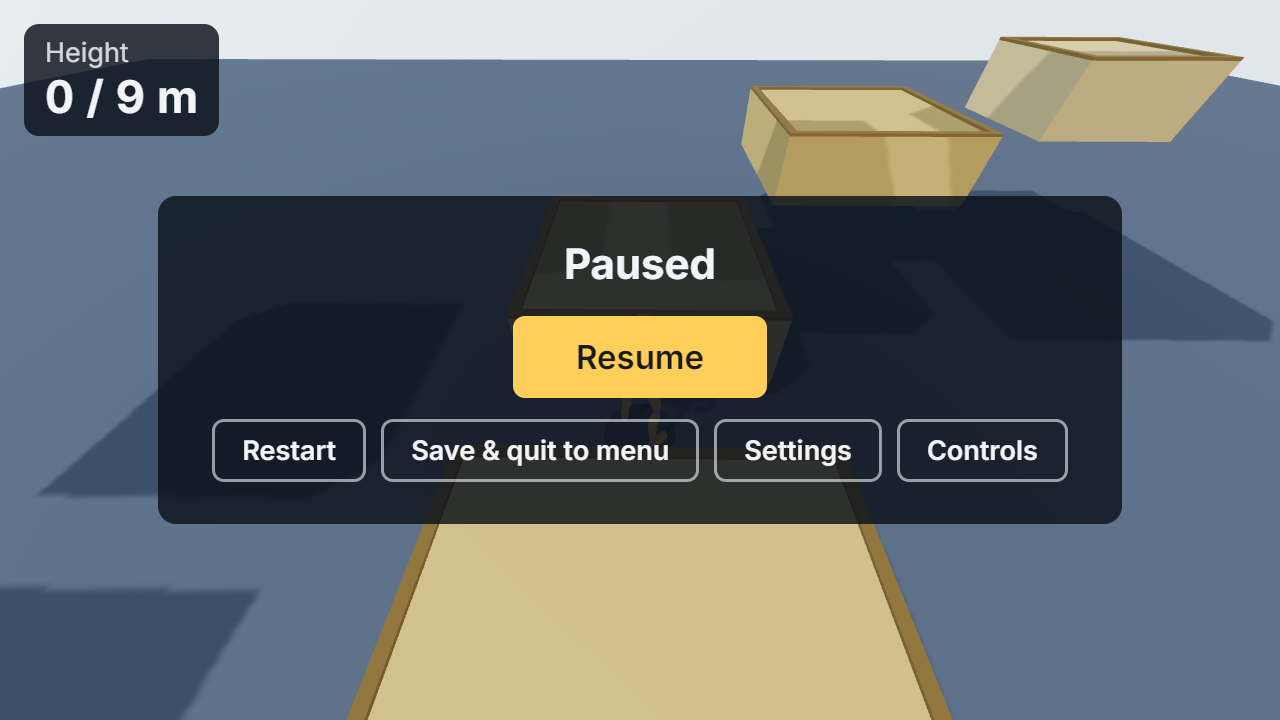 Height
0 / 9 m
Paused
Resume
Restart
Save & quit to menu
Settings
Controls